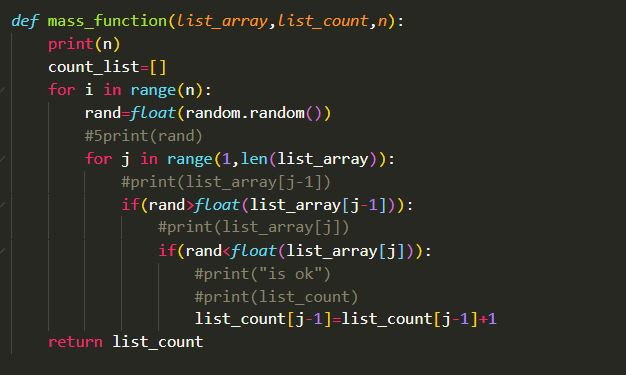 def mass_function(list_array,list_count,n):
    print(n)
    count_list=[]
    for i in range(n):
        rand=float(random.random())
        #5print(rand)
        for j in range(1,len(list_array)):
            #print(list_array[j-1])
            if(rand>float(list_array[j-1])):
                #print(list_array[j])
                if(rand<float(list_array[j])):
                    #print("is ok")
                    #print(list_count)
                    list_count[j-1]=list_count[j-1]+1
    return list_count